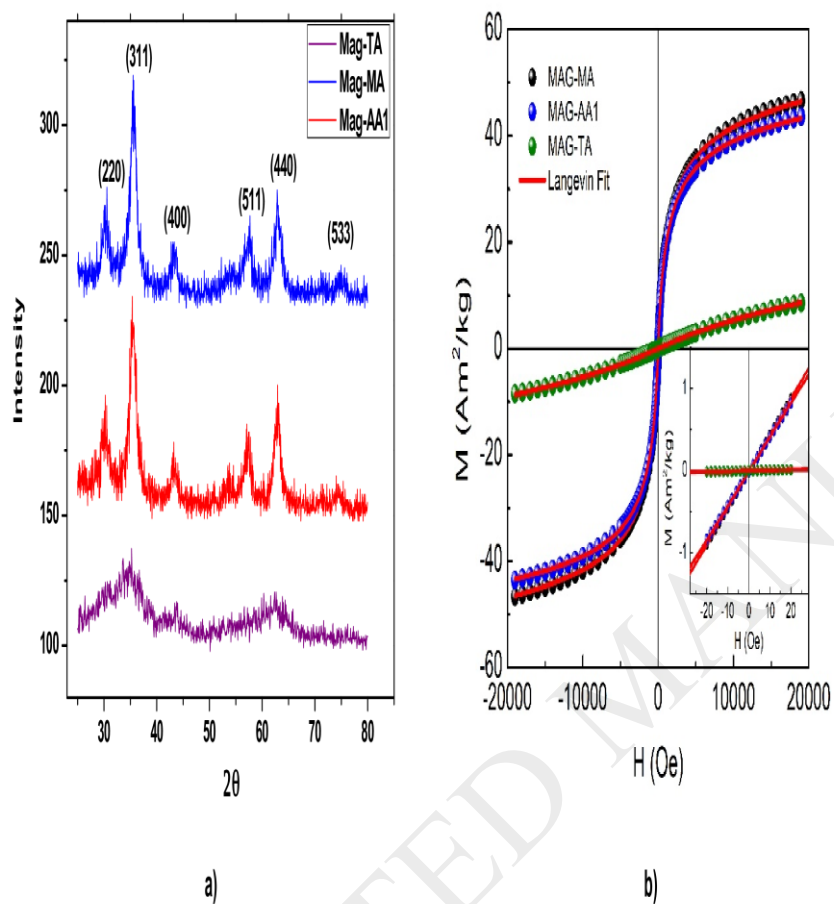 Mag-TA
Mag-MA
Mag-AA1
(311)
(220)
(400)
(511)
(440)
(533)
350
300
250
200
150
100
Intensity
30 40 50 60 70 80
2θ
a)
MAG-MA
MAG-AA1
MAG-TA
Langevin Fit
60
40
20
0
-20
-40
-60
M (Am²/kg)
-20000 -10000 0 10000 20000
H (Oe)
1
0
-1
M (Am²/kg)
-20 -10 0 10 20
H (Oe)
b)
TED MAN